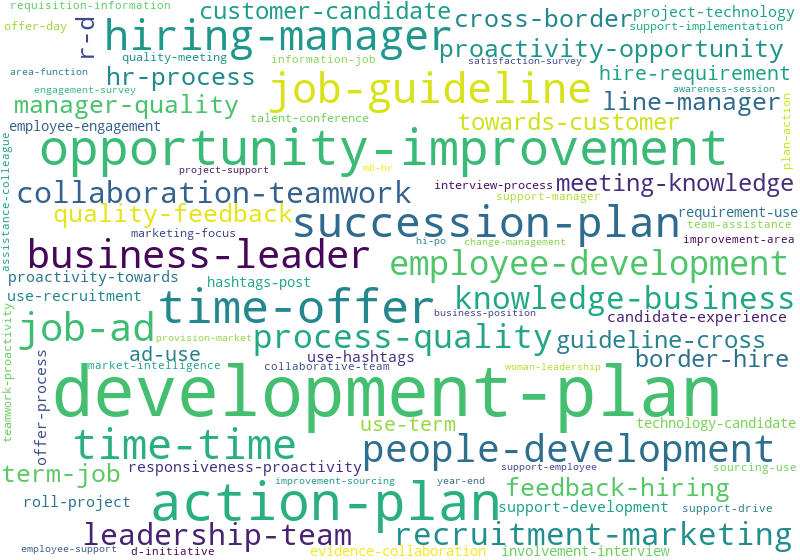 requisition-information
customer-candidate
project-technology
offer-day
r-d
hiring-manager
cross-border
support-implementation
quality-meeting
information-job
proactivity-opportunity
satisfaction-survey
area-function
hr-process
job-guideline
hire-requirement
engagement-survey
awareness-session
manager-quality
line-manager
plan-action
employee-engagement
talent-conference
towards-customer
opportunity-improvement
assistance-colleague
project-support
mb-hr
collaboration-teamwork
interview-process
meeting-knowledge
support-manager
quality-feedback
succession-plan
requirement-use
team-assistance
marketing-focus
business-leader
hi-po
change-management
improvement-area
employee-development
proactivity-towards
hashtags-post
use-recruitment
time-offer
knowledge-business
business-position
candidate-experience
job-ad
provision-market
process-quality
guideline-cross
teamwork-proactivity
ad-use
use-hashtags
border-hire
market-intelligence
collaborative-team
woman-leadership
offer-process
development-plan
use-term
technology-candidate
time-time
people-development
term-job
responsiveness-proactivity
support-employee
sourcing-use
improvement-sourcing
year-end
feedback-hiring
action-plan
roll-project
support-development
support-drive
leadership-team
recruitment-marketing
employee-support
d-initiative
evidence-collaboration
involvement-interview